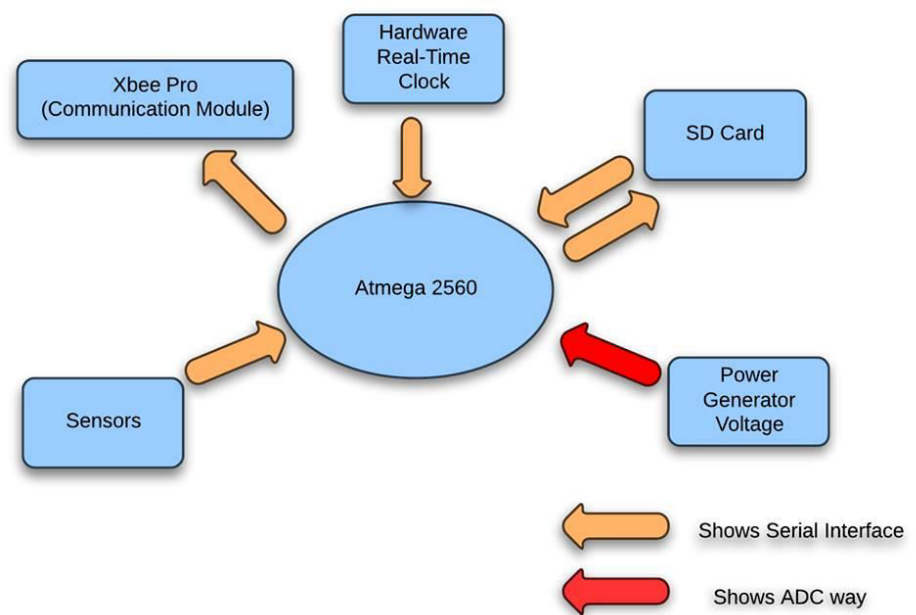 Hardware
Real-Time
Clock
Xbee Pro
(Communication Module)
SD Card
Atmega 2560
Sensors
Power
Generator
Voltage
Shows Serial Interface
Shows ADC way